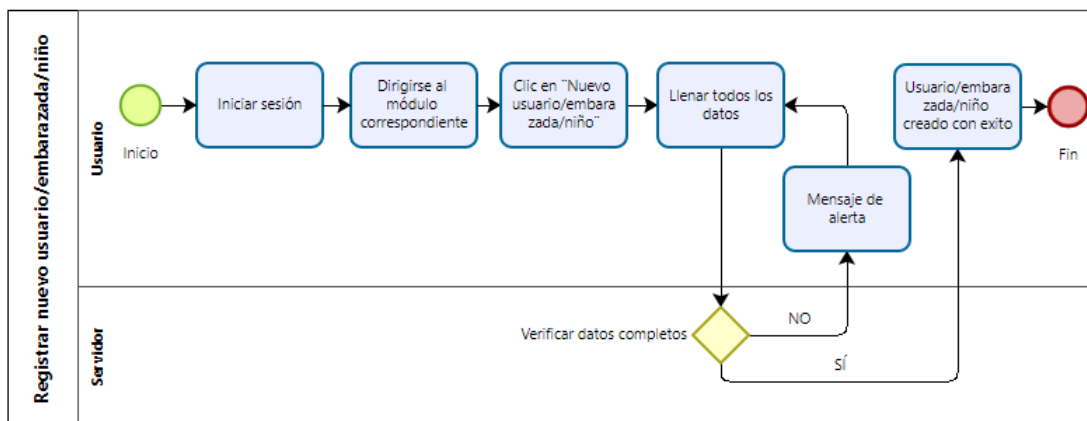 Registrar nuevo usuario/embarazada/niño
Usuario
Inicio
Iniciar sesión
Dirigirse al
módulo
correspondiente
Clic en ¨Nuevo
usuario/embara
zada/niño¨
Llenar todos los
datos
Mensaje de
alerta
Usuario/embara
zada/niño
creado con exito
Fin
Servidor
Verificar datos completos
NO
SÍ